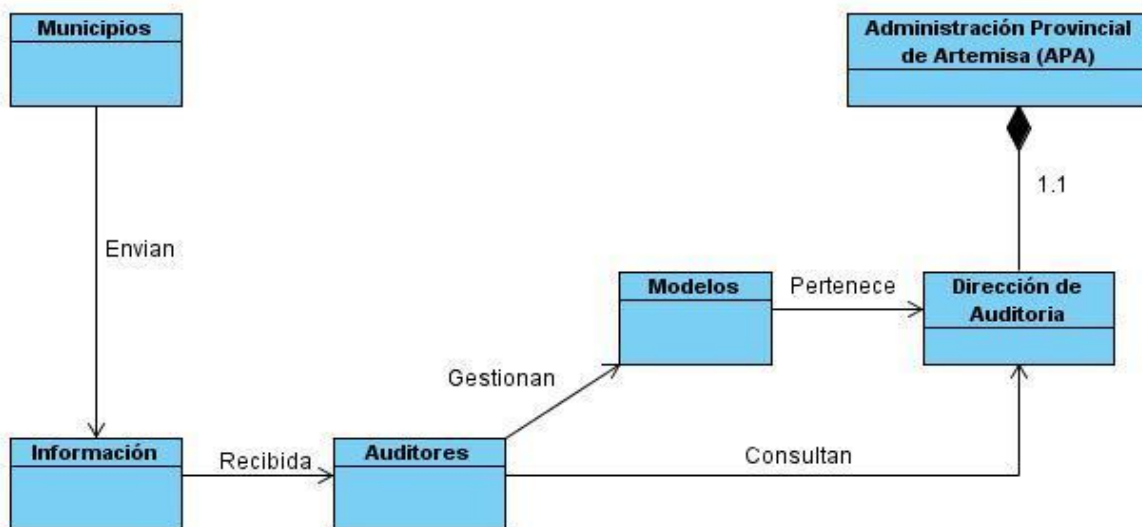 Municipios
Administración Provincial
de Artemisa (APA)
1.1
Envian
Modelos
Pertenece
Dirección de
Auditoria
Gestionan
Información
Recibida
Auditores
Consultan